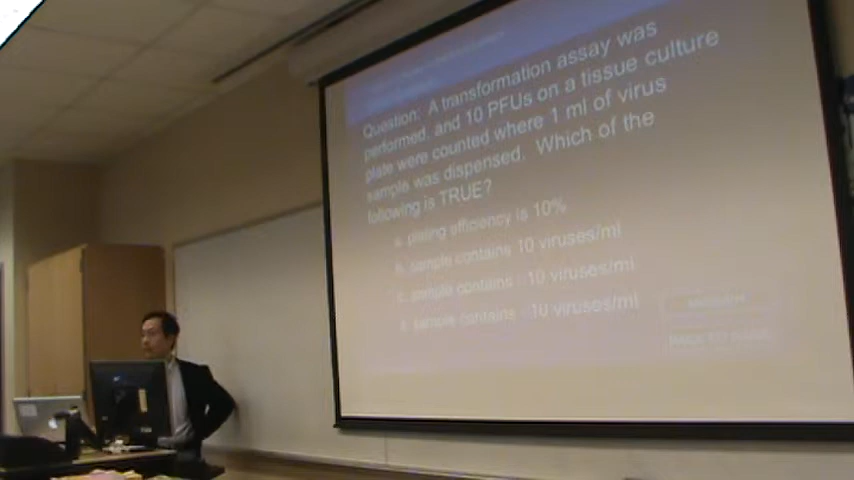 Question: A transformation assay was
performed, and 10 PFUs on a tissue culture
plate were counted where 1 ml of virus
sample was dispensed. Which of the
following is TRUE?
a. plating efficiency is 10%
b. sample contains 10 viruses/ml
c. sample contains 10 viruses/ml
sample contains 10 viruses/ml